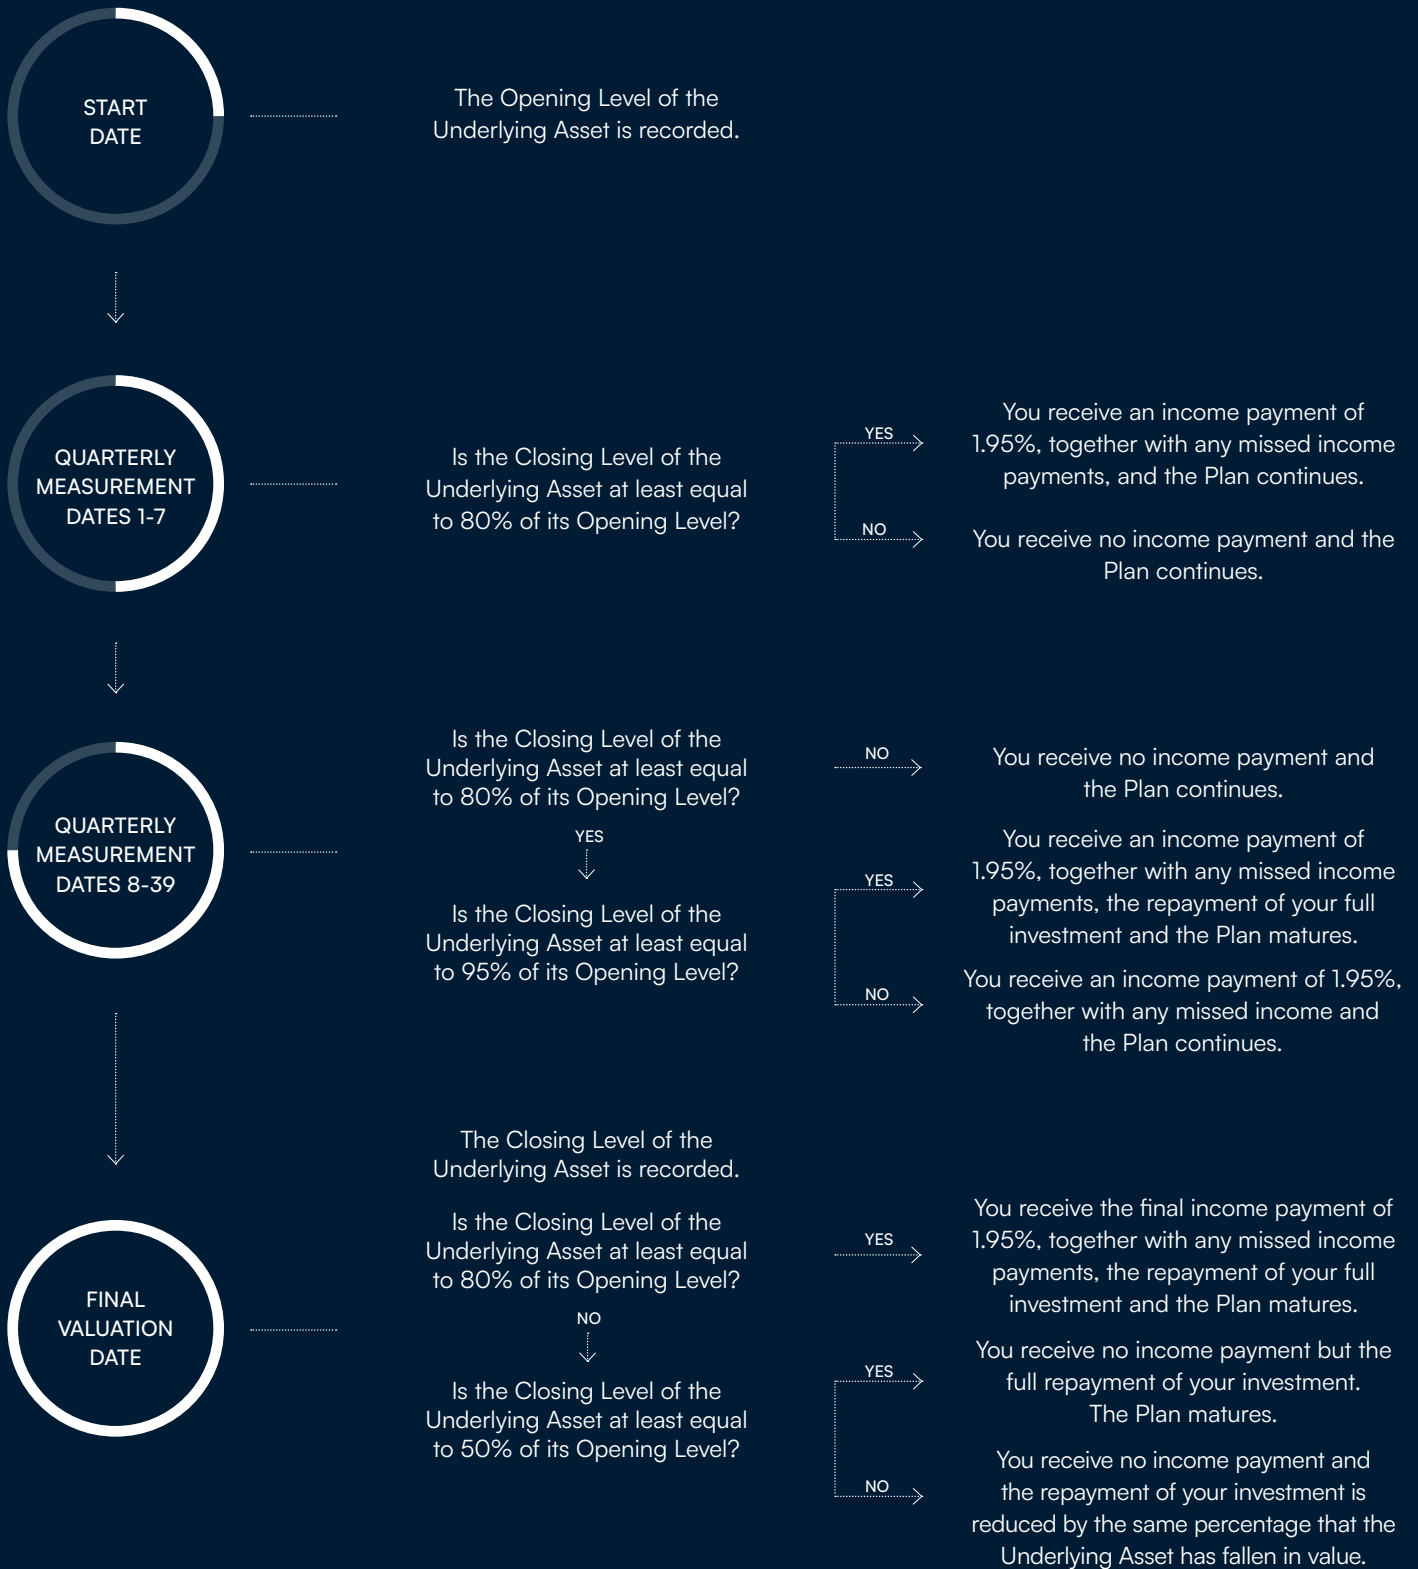 START
DATE
The Opening Level of the
Underlying Asset is recorded.
QUARTERLY
MEASUREMENT
DATES 1-7
Is the Closing Level of the
Underlying Asset at least equal
to 80% of its Opening Level?
YES
You receive an income payment of
1.95%, together with any missed income
payments, and the Plan continues.
NO
You receive no income payment and the
Plan continues.
QUARTERLY
MEASUREMENT
DATES 8-39
Is the Closing Level of the
Underlying Asset at least equal
to 80% of its Opening Level?
NO
You receive no income payment and
the Plan continues.
YES
Is the Closing Level of the
Underlying Asset at least equal
to 95% of its Opening Level?
YES
You receive an income payment of
1.95%, together with any missed income
payments, the repayment of your full
investment and the Plan matures.
NO
You receive an income payment of 1.95%,
together with any missed income and
the Plan continues.
FINAL
VALUATION
DATE
The Closing Level of the
Underlying Asset is recorded.
Is the Closing Level of the
Underlying Asset at least equal
to 80% of its Opening Level?
YES
You receive the final income payment of
1.95%, together with any missed income
payments, the repayment of your full
investment and the Plan matures.
NO
Is the Closing Level of the
Underlying Asset at least equal
to 50% of its Opening Level?
YES
You receive no income payment but the
full repayment of your investment.
The Plan matures.
NO
You receive no income payment and
the repayment of your investment is
reduced by the same percentage that the
Underlying Asset has fallen in value.